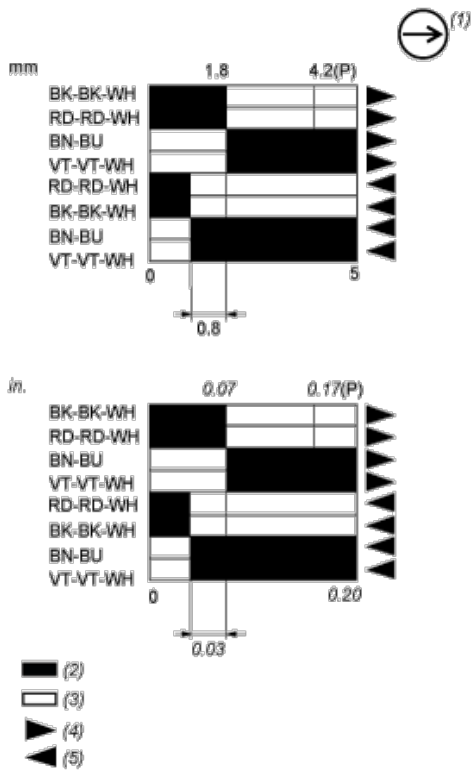 (1)
mm 1.8 4.2(P)
BK-BK-WH
RD-RD-WH
BN-BU
VT-VT-WH
RD-RD-WH
BK-BK-WH
BN-BU
VT-VT-WH
0 5
0.8
in. 0.07 0.17(P)
BK-BK-WH
RD-RD-WH
BN-BU
VT-VT-WH
RD-RD-WH
BK-BK-WH
BN-BU
VT-VT-WH
0 0.20
0.03
(2)
(3)
(4)
(5)